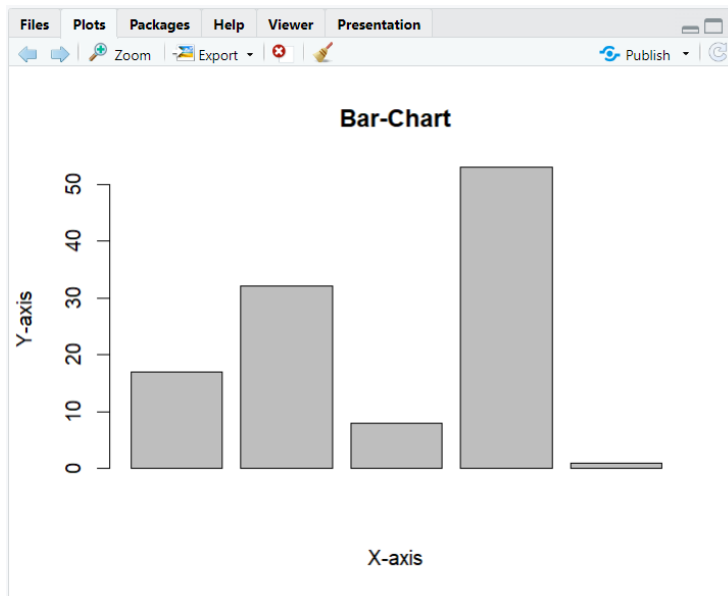 Files Plots Packages Help Viewer Presentation
Zoom Export Publish
Bar-Chart
50
40
30
20
10
0
Y-axis
X-axis